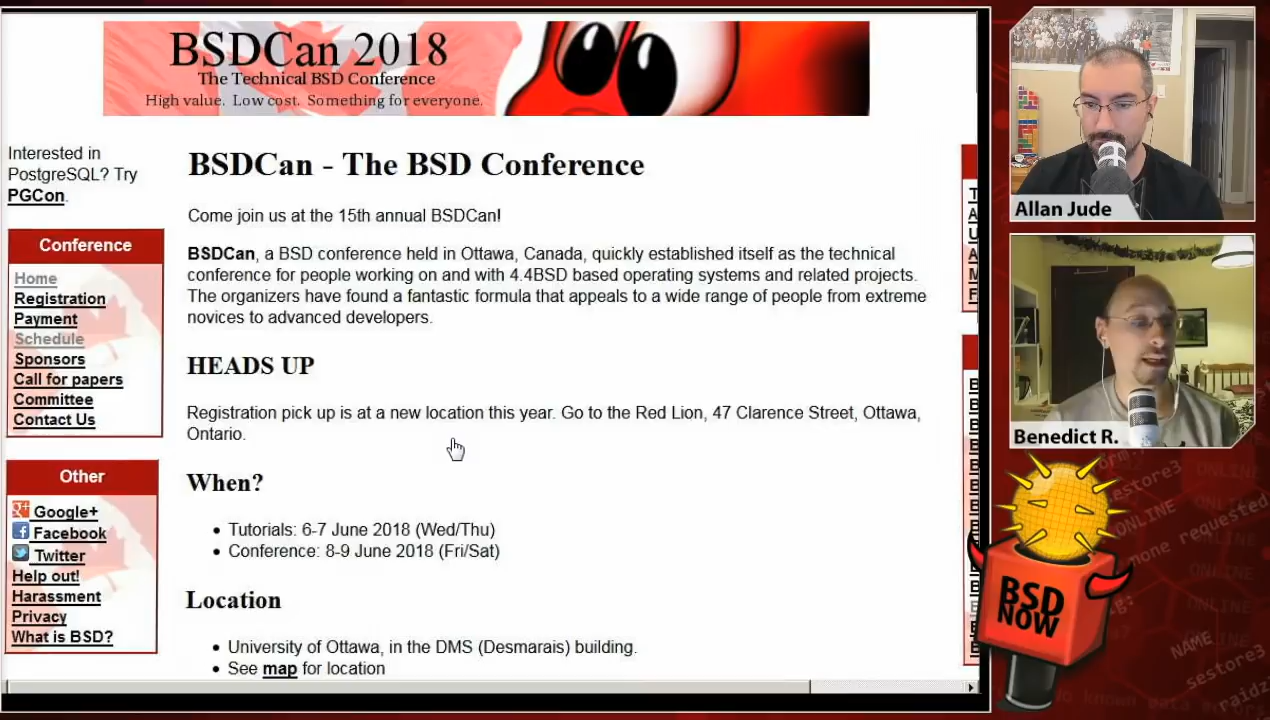 BSDCan 2018
The Technical BSD Conference
High value. Low cost. Something for everyone.
Interested in
PostgreSQL? Try
PGCon.
Conference
Home
Registration
Payment
Schedule
Sponsors
Call for papers
Committee
Contact Us
Other
Google+
Facebook
Twitter
Help out!
Harassment
Privacy
What is BSD?
BSDCan - The BSD Conference
Come join us at the 15th annual BSDCan!
BSDCan, a BSD conference held in Ottawa, Canada, quickly established itself as the technical
conference for people working on and with 4.4BSD based operating systems and related projects.
The organizers have found a fantastic formula that appeals to a wide range of people from extreme
novices to advanced developers.
HEADS UP
Registration pick up is at a new location this year. Go to the Red Lion, 47 Clarence Street, Ottawa,
Ontario.
When?
• Tutorials: 6-7 June 2018 (Wed/Thu)
• Conference: 8-9 June 2018 (Fri/Sat)
Location
• University of Ottawa, in the DMS (Desmarais) building.
• See map for location
Allan Jude
Benedict R.
BSD
NOW
ONLINE
sestore3
ONLINE
none requested
ONLINE
NAME
sestore3
raidz